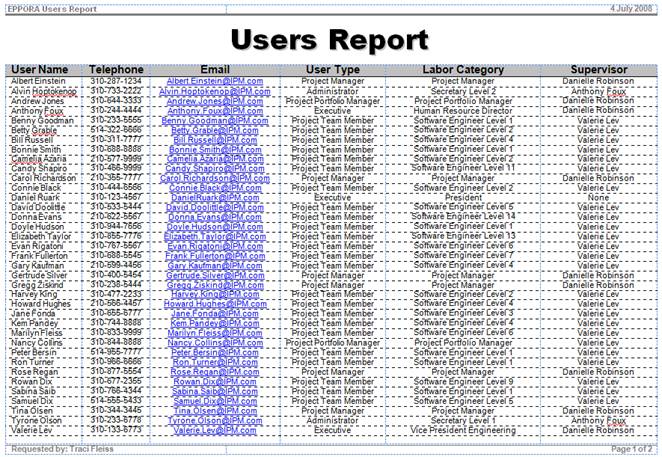 EPPORA Users Report 4 July 2008
Users Report
User Name Telephone Email User Type Labor Category Supervisor
Albert Einstein 310-287-1234 Albert.Einstein@IPM.com Project Manager Project Manager Danielle Robinson
Alvin Hoptokenop 310-733-2222 Alvin.Hoptokenop@IPM.com Administrator Secretary Level 2 Anthony Foux
Andrew Jones 310-644-3333 Andrew.Jones@IPM.com Project Portfolio Manager Project Portfolio Manager Danielle Robinson
Anthony Foux 310-244-4444 Anthony.Foux@IPM.com Executive Human Resource Director Danielle Robinson
Benny Goodman 310-233-5555 Benny.Goodman@IPM.com Project Team Member Software Engineer Level 1 Valerie Lev
Betty Grable 514-322-6666 Betty.Grable@IPM.com Project Team Member Software Engineer Level 2 Valerie Lev
Bill Russell 310-311-7777 Bill.Russell@IPM.com Project Team Member Software Engineer Level 4 Valerie Lev
Bonnie Smith 310-688-8888 Bonnie.Smith@IPM.com Project Team Member Software Engineer Level 1 Valerie Lev
Camelia Azaria 210-577-9999 Camelia.Azaria@IPM.com Project Team Member Software Engineer Level 2 Valerie Lev
Candy Shapiro 310-466-9999 Candy.Shapiro@IPM.com Project Team Member Software Engineer Level 11 Valerie Lev
Carol Richardson 210-355-7777 Carol.Richardson@IPM.com Project Manager Project Manager Danielle Robinson
Connie Black 310-444-6666 Connie.Black@IPM.com Project Team Member Software Engineer Level 2 Valerie Lev
Daniel Ruark 310-123-4567 DanielRuark@IPM.com Executive President None
David Doolittle 310-533-5444 David.Doolittle@IPM.com Project Team Member Software Engineer Level 5 Valerie Lev
Donna Evans 210-622-5567 Donna.Evans@IPM.com Project Team Member Software Engineer Level 14 Valerie Lev
Doyle Hudson 310-944-7656 Doyle.Hudson@IPM.com Project Team Member Software Engineer Level 1 Valerie Lev
Elizabeth Taylor 310-855-7776 Elizabeth.Taylor@IPM.com Project Team Member Software Engineer Level 13 Valerie Lev
Evan Rigatoni 310-767-5567 Evan.Rigatoni@IPM.com Project Team Member Software Engineer Level 6 Valerie Lev
Frank Fullerton 310-688-5545 Frank.Fullerton@IPM.com Project Team Member Software Engineer Level 7 Valerie Lev
Gary Kaufman 210-599-4456 Gary.Kaufman@IPM.com Project Team Member Software Engineer Level 4 Valerie Lev
Gertrude Silver 310-400-5464 Gertrude.Silver@IPM.com Project Manager Project Manager Danielle Robinson
Gregg Ziskind 310-238-5444 Gregg.Ziskind@IPM.com Project Manager Project Manager Danielle Robinson
Harvey King 310-477-2233 Harvey.King@IPM.com Project Team Member Software Engineer Level 2 Valerie Lev
Howard Hughes 210-566-4457 Howard.Hughes@IPM.com Project Team Member Software Engineer Level 4 Valerie Lev
Jane Fonda 310-655-6777 Jane.Fonda@IPM.com Project Team Member Software Engineer Level 3 Valerie Lev
Kem Pandey 310-744-8888 Kem.Pandey@IPM.com Project Team Member Software Engineer Level 4 Valerie Lev
Marilyn Fleiss 310-833-9999 Marilyn.Fleiss@IPM.com Project Team Member Software Engineer Level 6 Valerie Lev
Nancy Collins 310-844-8888 Nancy.Collins@IPM.com Project Portfolio Manager Project Portfolio Manager Danielle Robinson
Peter Bersin 514-955-7777 Peter.Bersin@IPM.com Project Team Member Software Engineer Level 1 Valerie Lev
Ron Turner 310-966-6666 Ron.Turner@IPM.com Project Team Member Software Engineer Level 1 Valerie Lev
Rose Regan 310-877-5554 Rose.Regan@IPM.com Project Manager Project Manager Danielle Robinson
Rowan Dix 310-677-2355 Rowan.Dix@IPM.com Project Team Member Software Engineer Level 9 Valerie Lev
Sabina Saib 310-766-4344 Sabina.Saib@IPM.com Project Team Member Software Engineer Level 1 Valerie Lev
Samuel Dix 514-555-5433 Samuel.Dix@IPM.com Project Team Member Software Engineer Level 5 Valerie Lev
Tina Olsen 310-344-3445 Tina.Olsen@IPM.com Project Manager Project Manager Danielle Robinson
Tyrone Olsen 310-233-5778 Tyrone.Olsen@IPM.com Administrator Secretary Level 1 Anthony Foux
Valerie Lev 310-133-6773 Valerie.Lev@IPM.com Executive Vice President Engineering Danielle Robinson
Requested by: Traci Fleiss Page 1 of 2